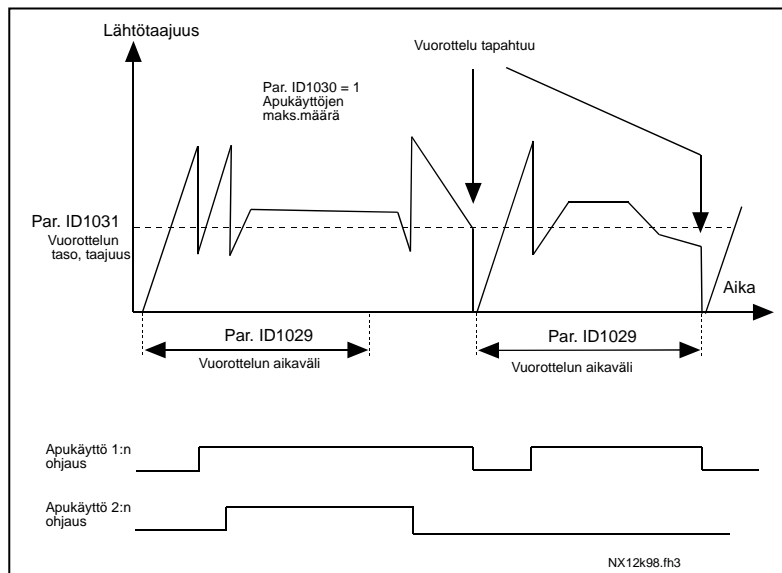 Lähtötaajuus
Vuorottelu tapahtuu
Par. ID1030 = 1
Apukäyttöjen
maks.määrä
Par. ID1031
Vuorottelun
taso, taajuus
Aika
Par. ID1029
Vuorottelun aikaväli
Par. ID1029
Vuorottelun aikaväli
Apukäyttö 1:n
ohjaus
Apukäyttö 2:n
ohjaus
NX12k98.fh3